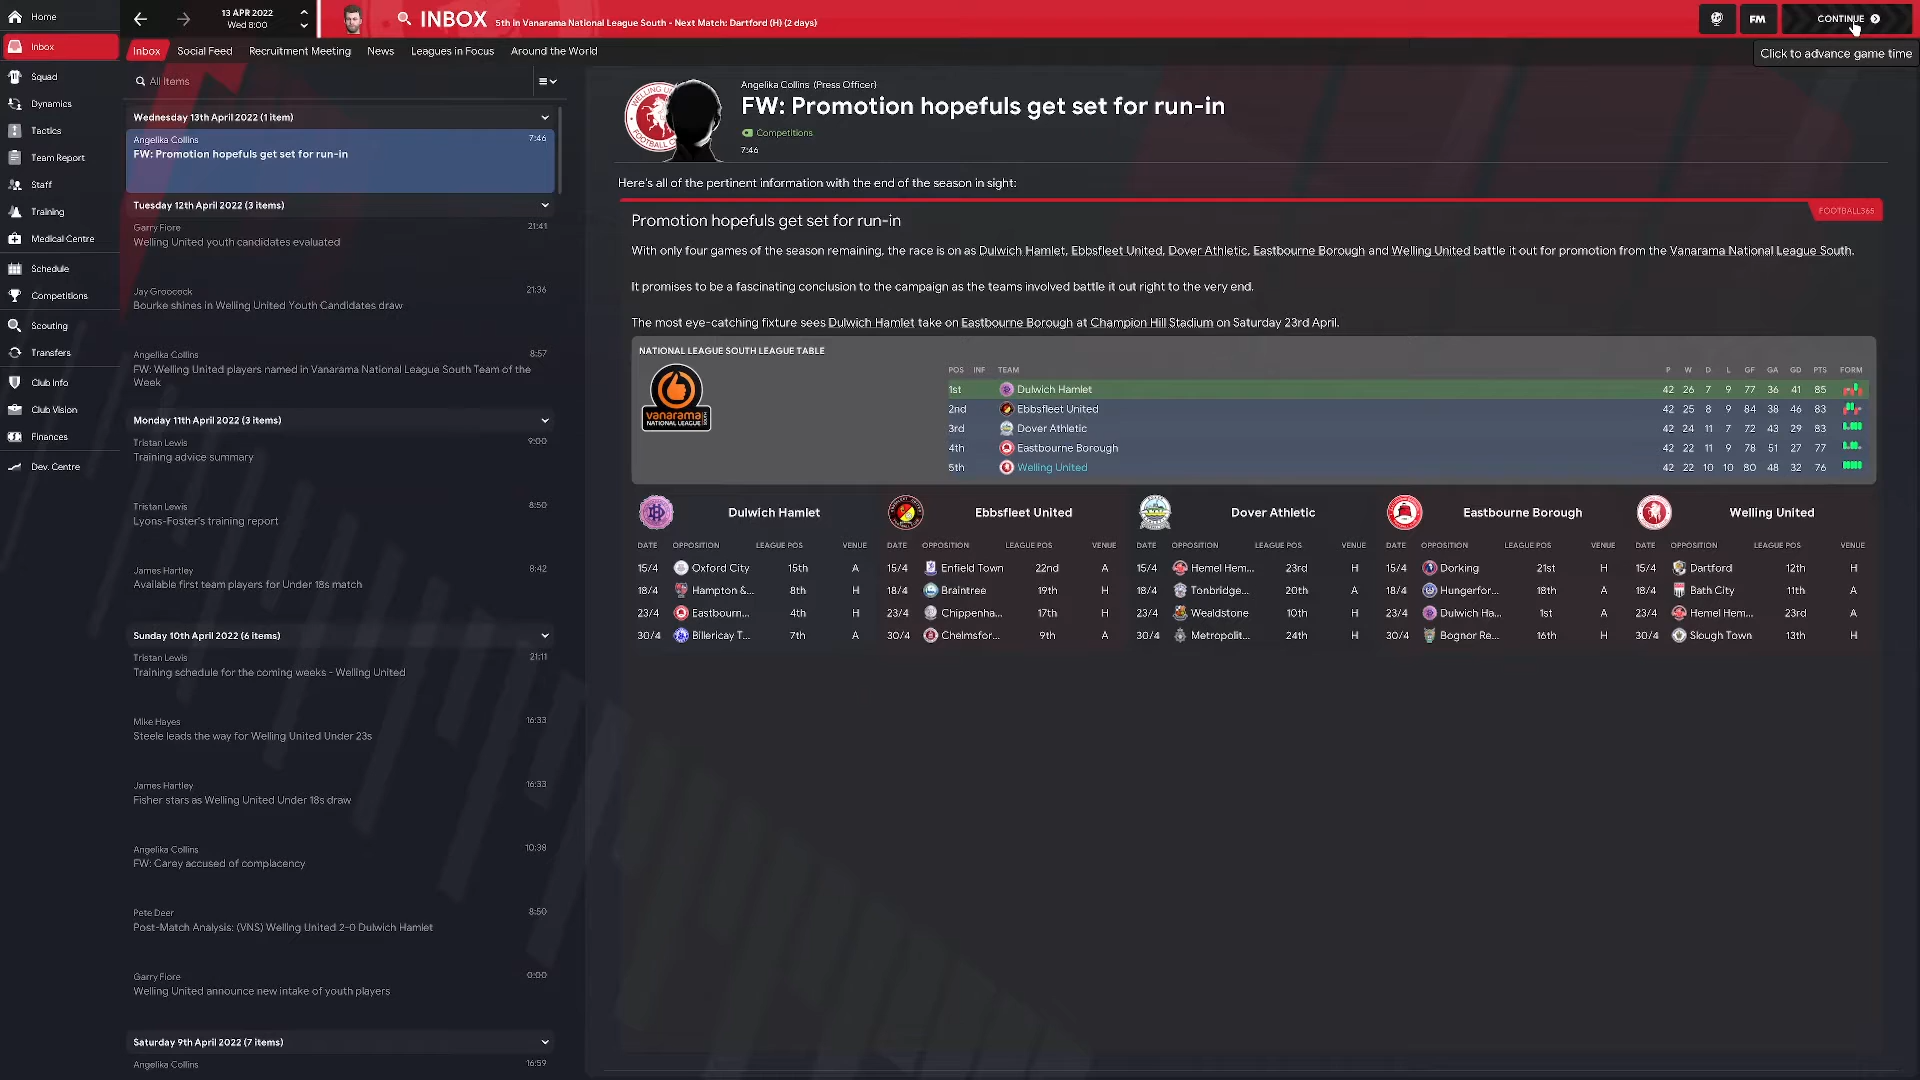 Home
Inbox
Squad
Dynamics
Tactics
Team Report
Staff
Training
Medical Centre
Schedule
Competitions
Scouting
Transfers
Club Info
Club Vision
Finances
Dev. Centre
13 APR 2022
Wed 8:00
INBOX
5th in Vanarama National League South - Next Match: Dartford (H) (2 days)
FM
CONTINUE
Click to advance game time
Inbox Social Feed Recruitment Meeting News Leagues in Focus Around the World
All Items
Wednesday 13th April 2022 (1 item)
Angelika Collins 7:46
FW: Promotion hopefuls get set for run-in
Tuesday 12th April 2022 (3 items)
Garry Fiore 21:41
Welling United youth candidates evaluated
Jay Groocock 21:36
Bourke shines in Welling United Youth Candidates draw
Angelika Collins 8:57
FW: Welling United players named in Vanarama National League South Team of the
Week
Monday 11th April 2022 (3 items)
Tristan Lewis 9:00
Training advice summary
Tristan Lewis 8:50
Lyons-Foster's training report
James Hartley 8:42
Available first team players for Under 18s match
Sunday 10th April 2022 (6 items)
Tristan Lewis 21:11
Training schedule for the coming weeks - Welling United
Mike Hayes 16:33
Steele leads the way for Welling United Under 23s
James Hartley 16:33
Fisher stars as Welling United Under 18s draw
Angelika Collins 10:38
FW: Carey accused of complacency
Pete Deer 8:50
Post-Match Analysis: (VNS) Welling United 2-0 Dulwich Hamlet
Garry Fiore 0:00
Welling United announce new intake of youth players
Saturday 9th April 2022 (7 items)
Angelika Collins 16:59
Angelika Collins (Press Officer)
FW: Promotion hopefuls get set for run-in
Competitions
7:46
Here's all of the pertinent information with the end of the season in sight:
FOOTBALL365
Promotion hopefuls get set for run-in
With only four games of the season remaining, the race is on as Dulwich Hamlet, Ebbsfleet United, Dover Athletic, Eastbourne Borough and Welling United battle it out for promotion from the Vanarama National League South.
It promises to be a fascinating conclusion to the campaign as the teams involved battle it out right to the very end.
The most eye-catching fixture sees Dulwich Hamlet take on Eastbourne Borough at Champion Hill Stadium on Saturday 23rd April.
NATIONAL LEAGUE SOUTH LEAGUE TABLE
vanarama
NATIONAL LEAGUE
POS INF TEAM P W D L GF GA GD PTS FORM
1st Dulwich Hamlet 42 26 7 9 77 36 41 85
2nd Ebbsfleet United 42 25 8 9 84 38 46 83
3rd Dover Athletic 42 24 11 7 72 43 29 83
4th Eastbourne Borough 42 22 11 9 78 51 27 77
5th Welling United 42 22 10 10 80 48 32 76
Dulwich Hamlet
DATE OPPOSITION LEAGUE POS VENUE
15/4 Oxford City 15th A
18/4 Hampton &... 8th H
23/4 Eastbourn... 4th H
30/4 Billericay T... 7th A
Ebbsfleet United
DATE OPPOSITION LEAGUE POS VENUE
15/4 Enfield Town 22nd A
18/4 Braintree 19th H
23/4 Chippenha... 17th H
30/4 Chelmsfor... 9th A
Dover Athletic
DATE OPPOSITION LEAGUE POS VENUE
15/4 Hemel Hem... 23rd H
18/4 Tonbridge... 20th A
23/4 Wealdstone 10th H
30/4 Metropolit... 24th H
Eastbourne Borough
DATE OPPOSITION LEAGUE POS VENUE
15/4 Dorking 21st H
18/4 Hungerfor... 18th A
23/4 Dulwich Ha... 1st A
30/4 Bognor Re... 16th H
Welling United
DATE OPPOSITION LEAGUE POS VENUE
15/4 Dartford 12th H
18/4 Bath City 11th A
23/4 Hemel Hem... 23rd A
30/4 Slough Town 13th H